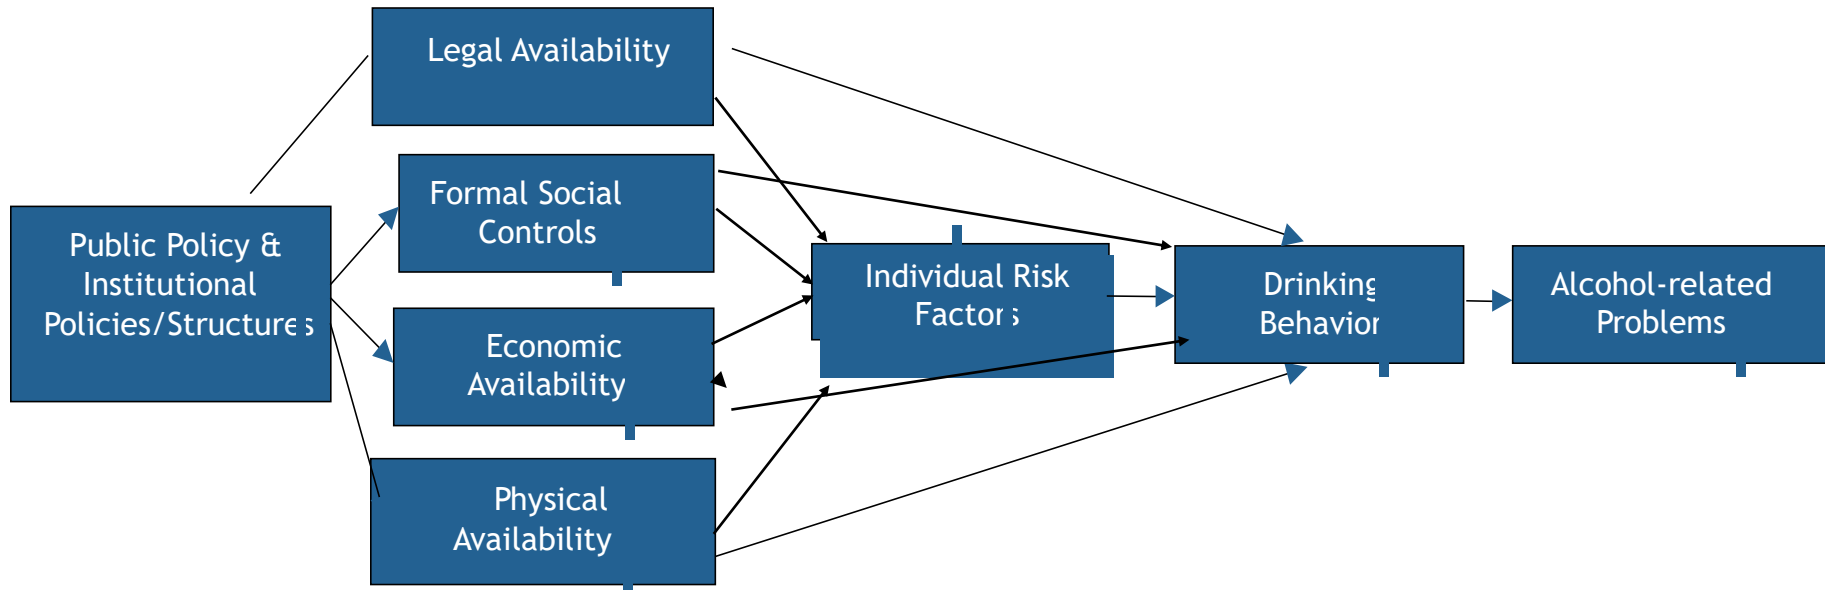 Legal Availability
Formal Social
Controls
Public Policy &
Institutional
Policies/Structures
Economic
Availability
Physical
Availability
Individual Risk
Factors
Drinking
Behavior
Alcohol-related
Problems